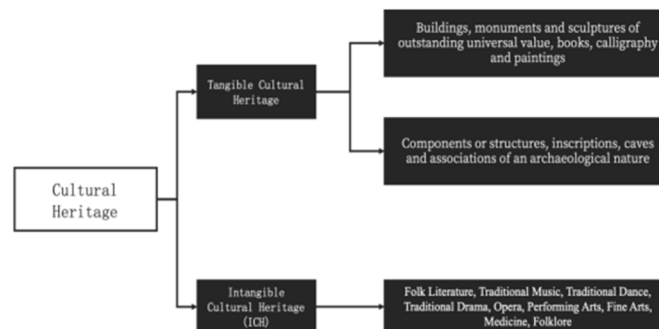 Cultural
Heritage
Tangible Cultural
Heritage
Buildings, monuments and sculptures of
outstanding universal value, books, calligraphy
and paintings
Components or structures, inscriptions, caves
and associations of an archaeological nature
Intangible
Cultural Heritage
(ICH)
Folk Literature, Traditional Music, Traditional Dance,
Traditional Drama, Opera, Performing Arts, Fine Arts,
Medicine, Folklore